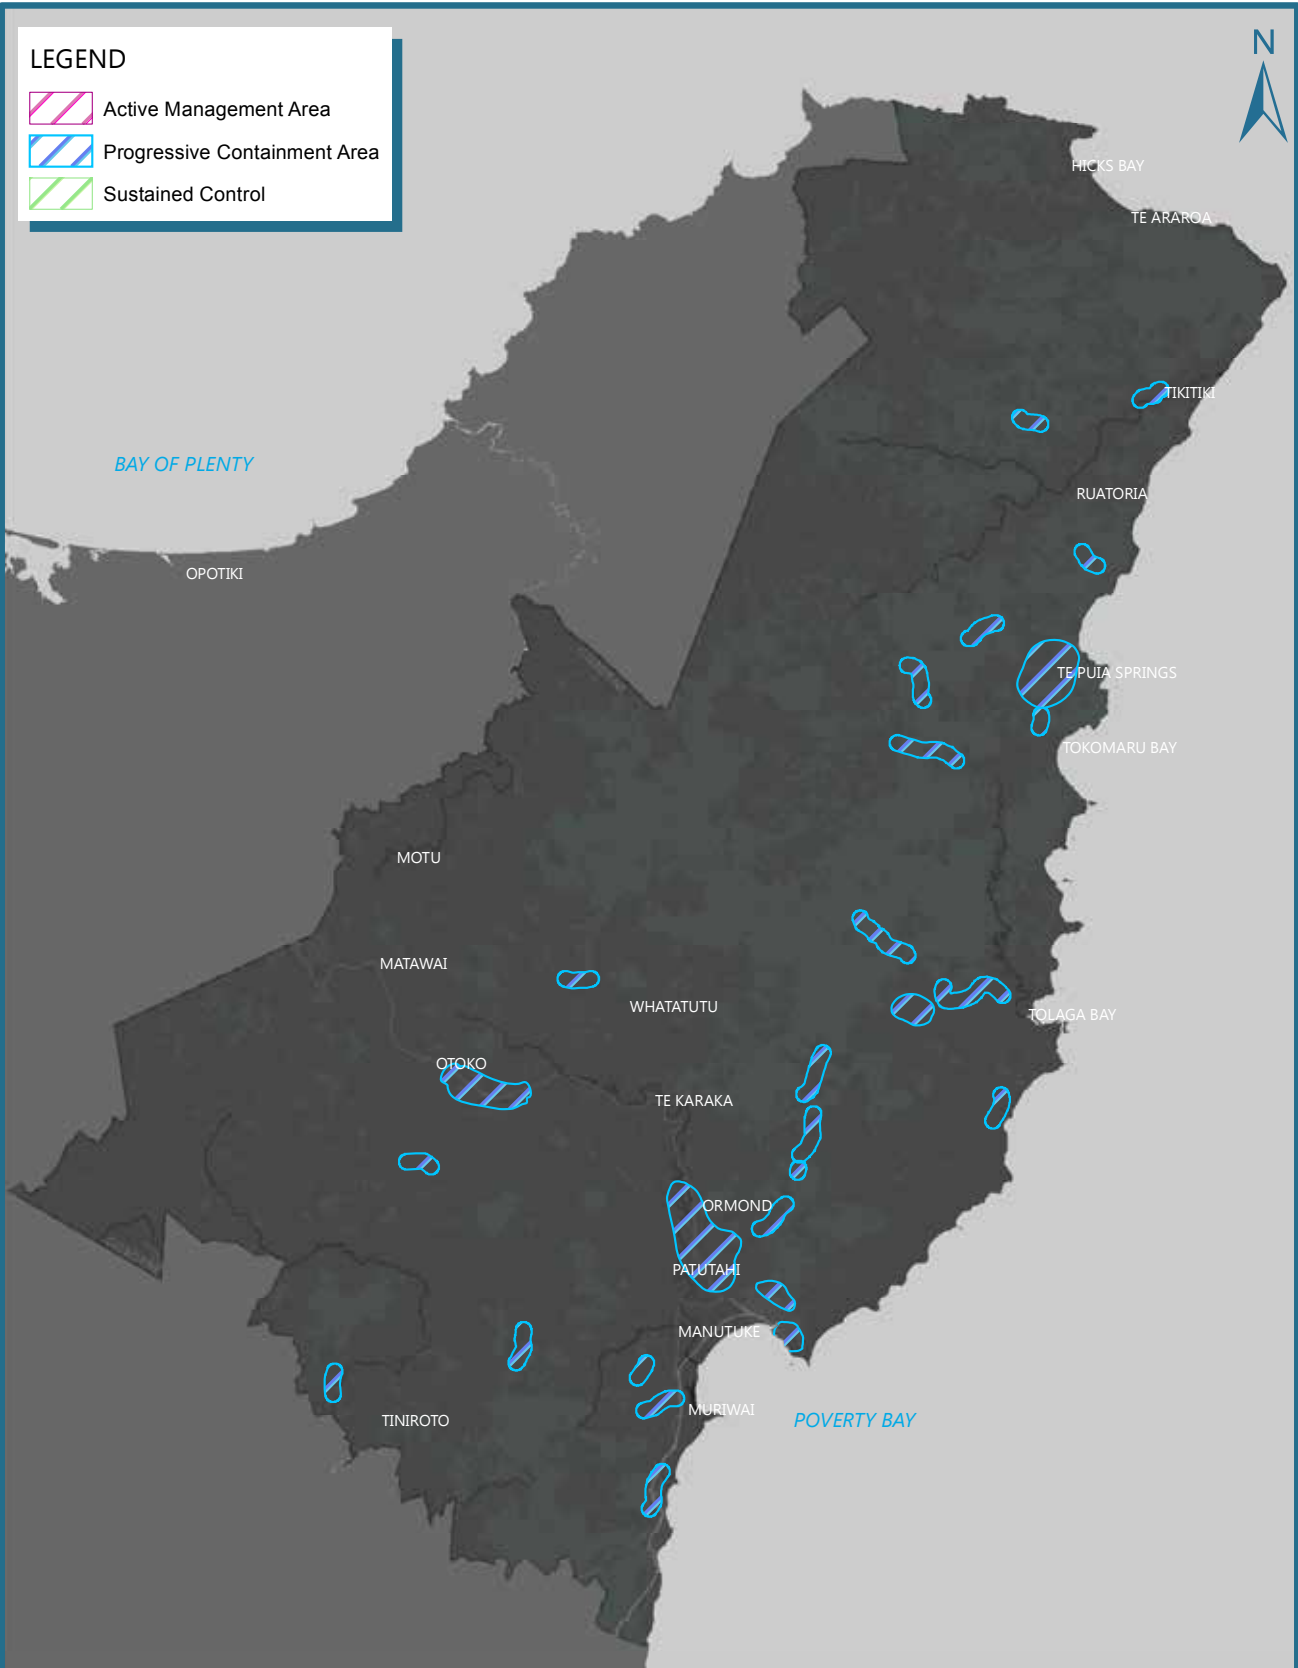 LEGEND
Active Management Area
Progressive Containment Area
Sustained Control
N
HICKS BAY
TE ARAROA
TIKITIKI
BAY OF PLENTY
RUATORIA
OPOTIKI
TE PUIA SPRINGS
TOKOMARU BAY
MOTU
MATAWAI
WHATATUTU
TOLAGA BAY
OTOKO
TE KARAKA
ORMOND
PATUTAHI
MANUTUKE
MURIWAI
TINIROTO
POVERTY BAY